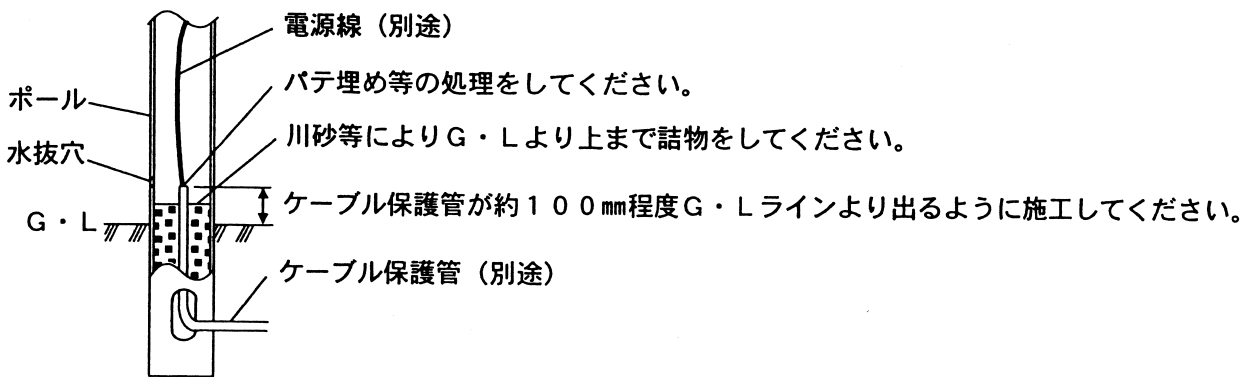 電源線（別途）
パテ埋め等の処理をしてください。
ポール
川砂等によりG・Lより上まで詰物をしてください。
水抜穴
ケーブル保護管が約１００㎜程度G・Lラインより出るように施工してください。
G・L
ケーブル保護管（別途）